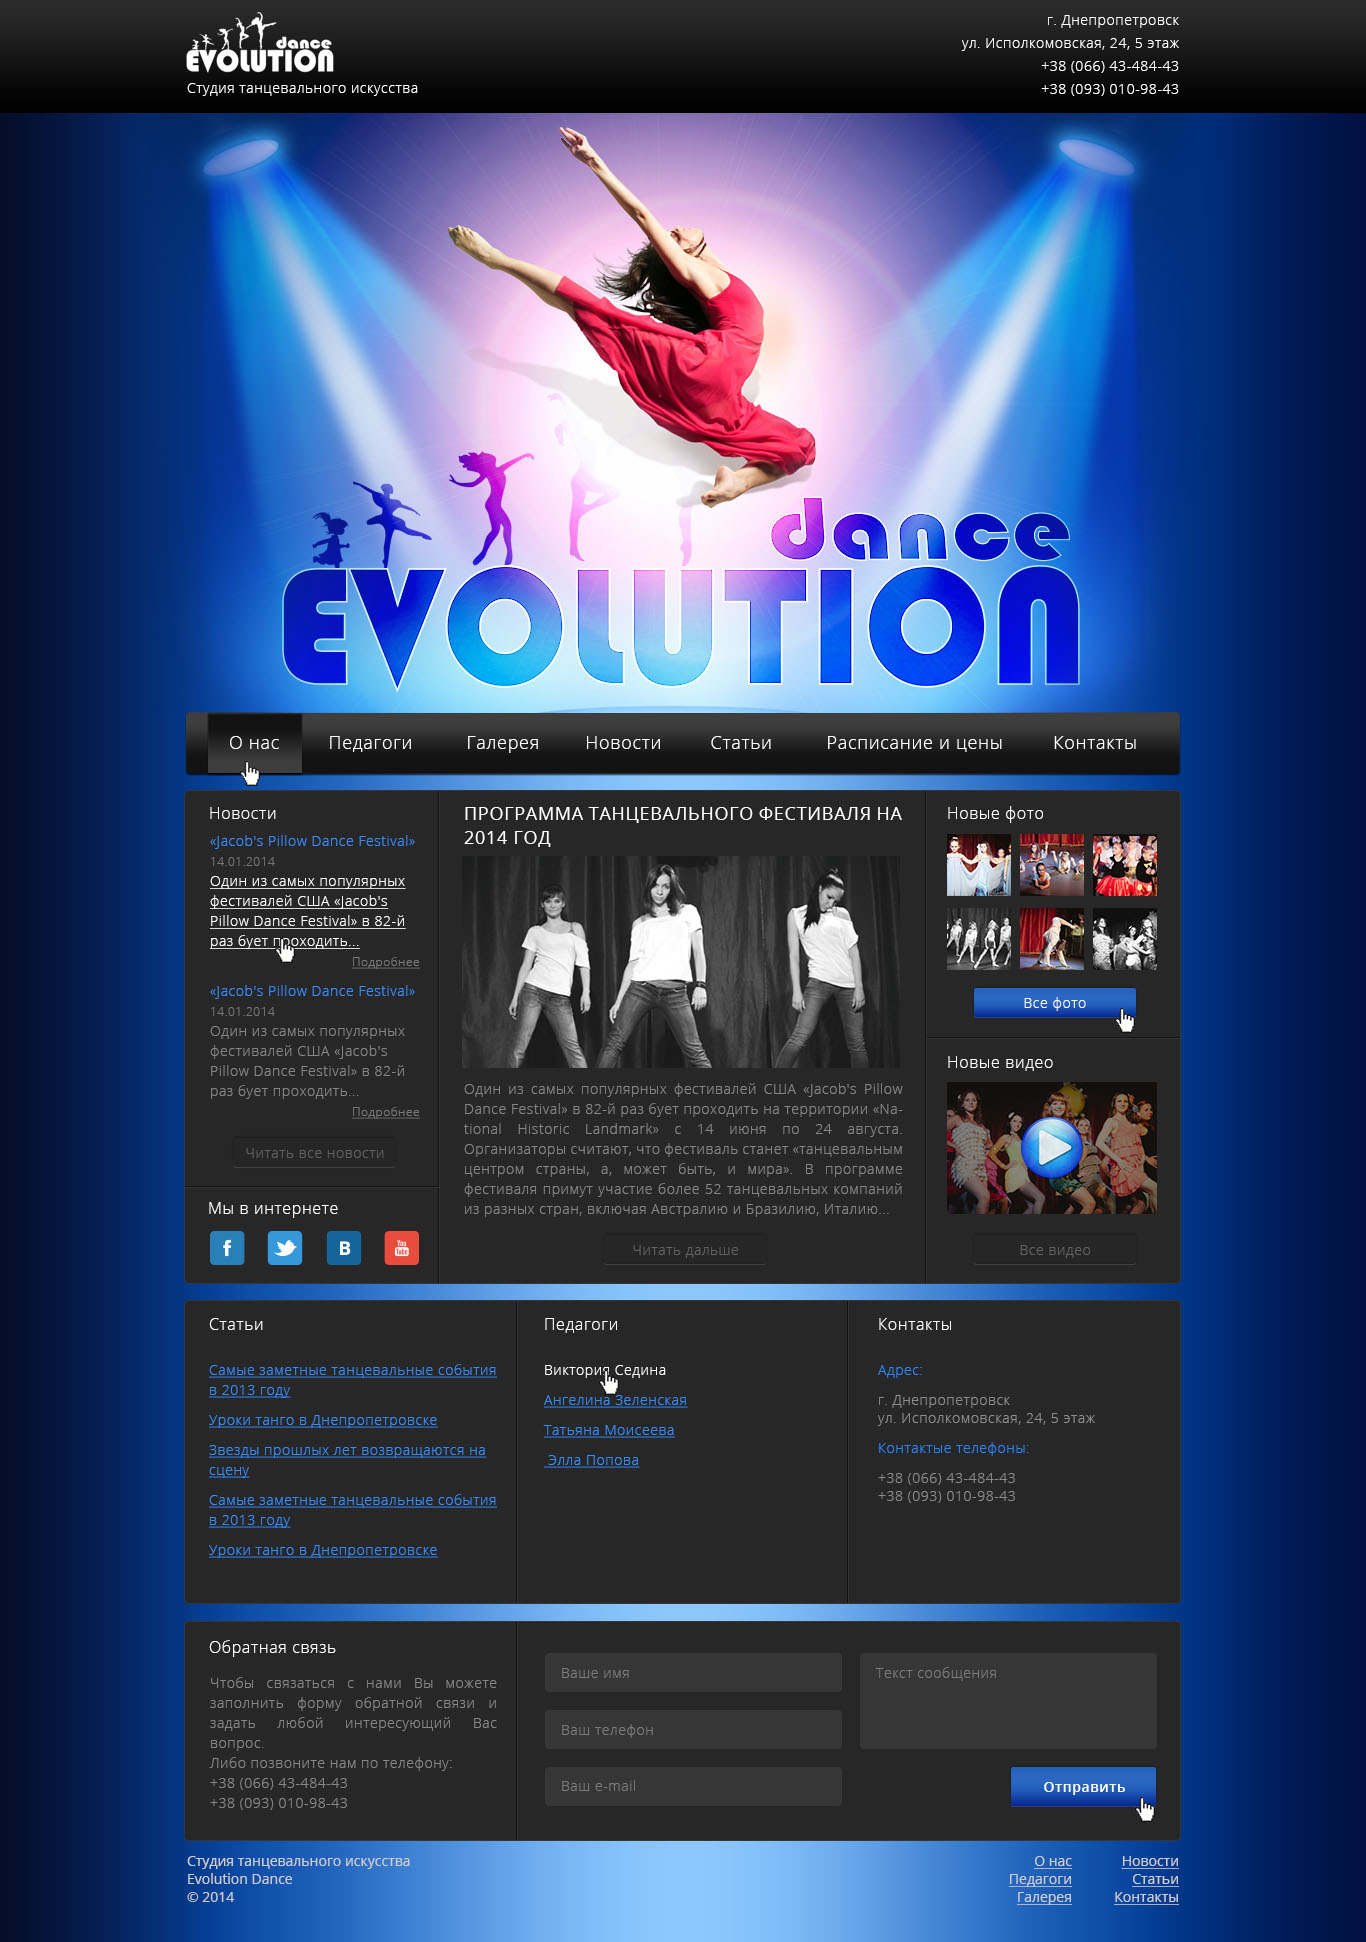 dance
EVOLUTION
Студия танцевального искусства
г. Днепропетровск
ул. Исполкомовская, 24, 5 этаж
+38 (066) 43-484-43
+38 (093) 010-98-43
dance
EVOLUTION
О нас
Педагоги
Галерея
Новости
Статьи
Расписание и цены
Контакты
Новости
«Jacob's Pillow Dance Festival»
14.01.2014
Один из самых популярных
фестивалей США «Jacob's
Pillow Dance Festival» в 82-й
раз бует проходить...
Подробнее
«Jacob's Pillow Dance Festival»
14.01.2014
Один из самых популярных
фестивалей США «Jacob's
Pillow Dance Festival» в 82-й
раз бует проходить...
Подробнее
Читать все новости
Мы в интернете
f
B
You
Tube
ПРОГРАММА ТАНЦЕВАЛЬНОГО ФЕСТИВАЛЯ НА
2014 ГОД
Один из самых популярных фестивалей США «Jacob's Pillow
Dance Festival» в 82-й раз бует проходить на территории «Na-
tional Historic Landmark» с 14 июня по 24 августа.
Организаторы считают, что фестиваль станет «танцевальным
центром страны, а, может быть, и мира». В программе
фестиваля примут участие более 52 танцевальных компаний
из разных стран, включая Австралию и Бразилию, Италию...
Читать дальше
Новые фото
Все фото
Новые видео
Все видео
Статьи
Самые заметные танцевальные события
в 2013 году
Уроки танго в Днепропетровске
Звезды прошлых лет возвращаются на
сцену
Самые заметные танцевальные события
в 2013 году
Уроки танго в Днепропетровске
Педагоги
Виктория Седина
Ангелина Зеленская
Татьяна Моисеева
Элла Попова
Контакты
Адрес:
г. Днепропетровск
ул. Исполкомовская, 24, 5 этаж
Контактые телефоны:
+38 (066) 43-484-43
+38 (093) 010-98-43
Обратная связь
Чтобы связаться с нами Вы можете
заполнить форму обратной связи и
задать любой интересующий Вас
вопрос.
Либо позвоните нам по телефону:
+38 (066) 43-484-43
+38 (093) 010-98-43
Ваше имя
Ваш телефон
Ваш e-mail
Текст сообщения
Отправить
Студия танцевального искусства
Evolution Dance
© 2014
О нас
Педагоги
Галерея
Новости
Статьи
Контакты